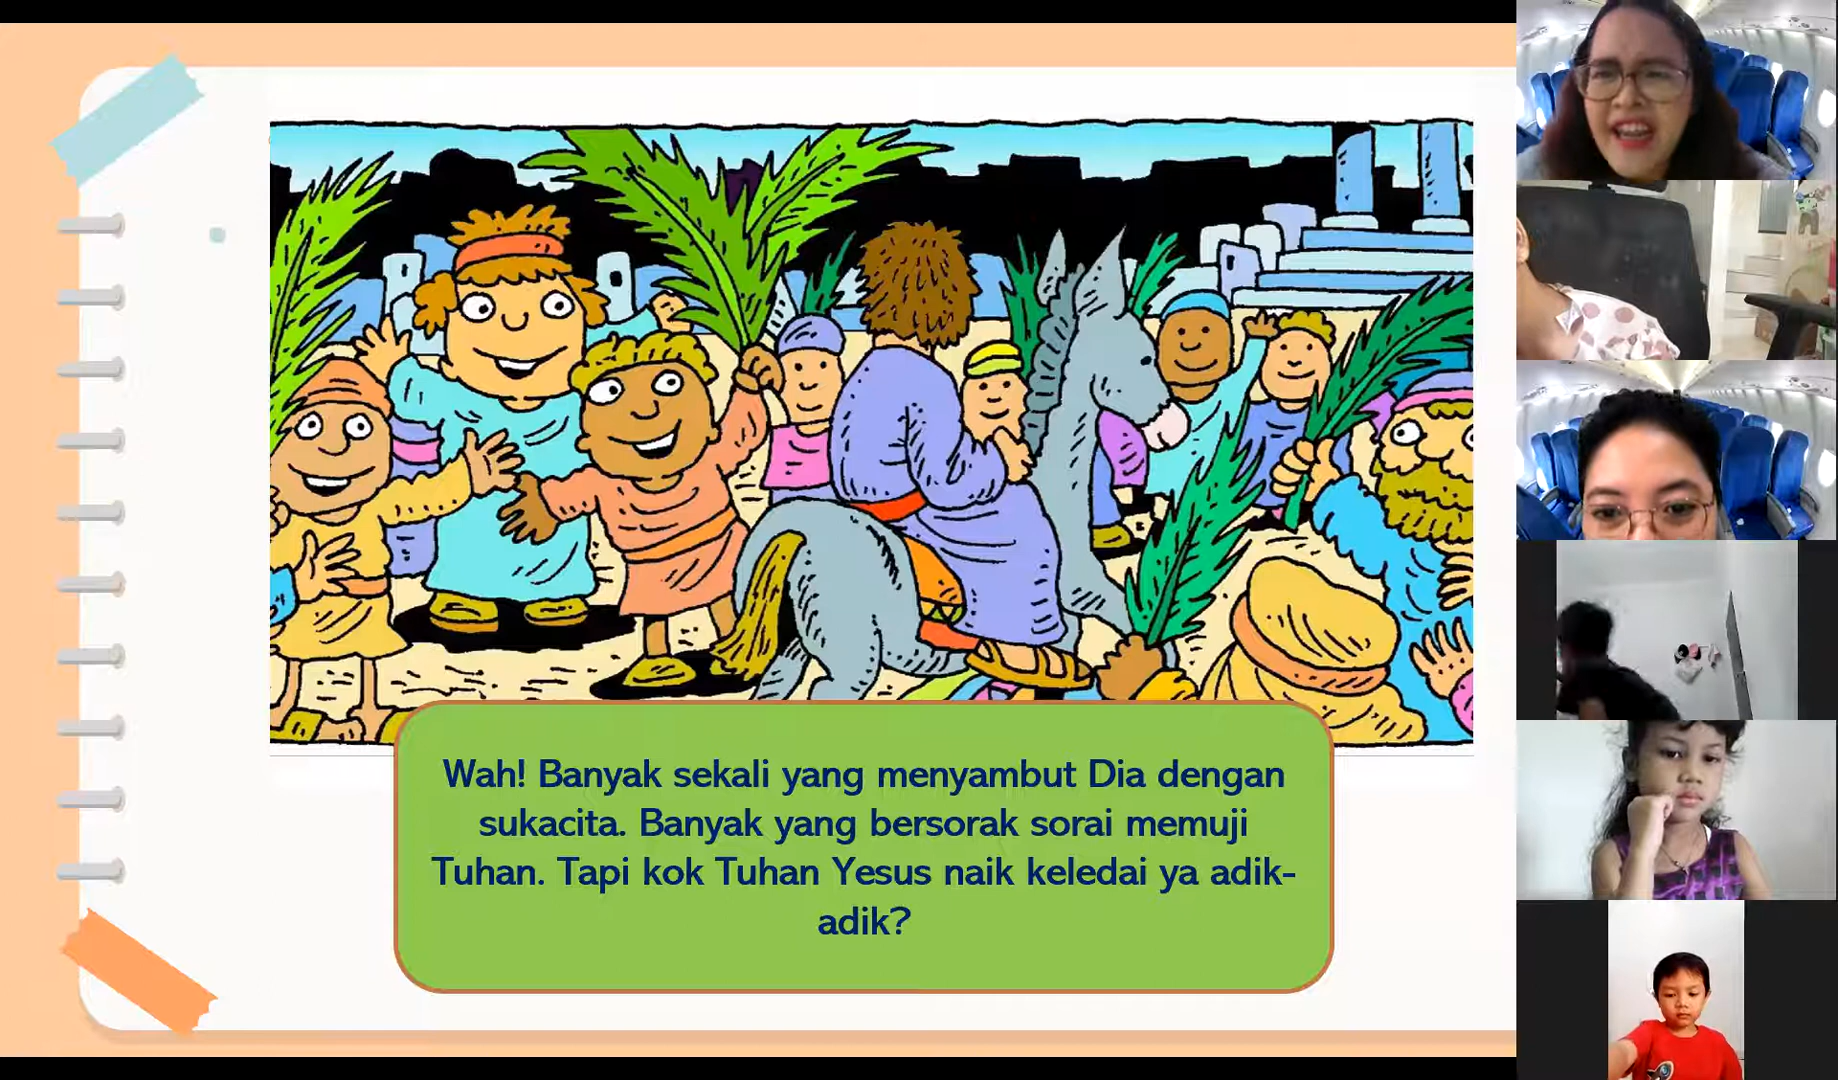 Wah! Banyak sekali yang menyambut Dia dengan
sukacita. Banyak yang bersorak sorai memuji
Tuhan. Tapi kok Tuhan Yesus naik keledai ya adik-
adik?